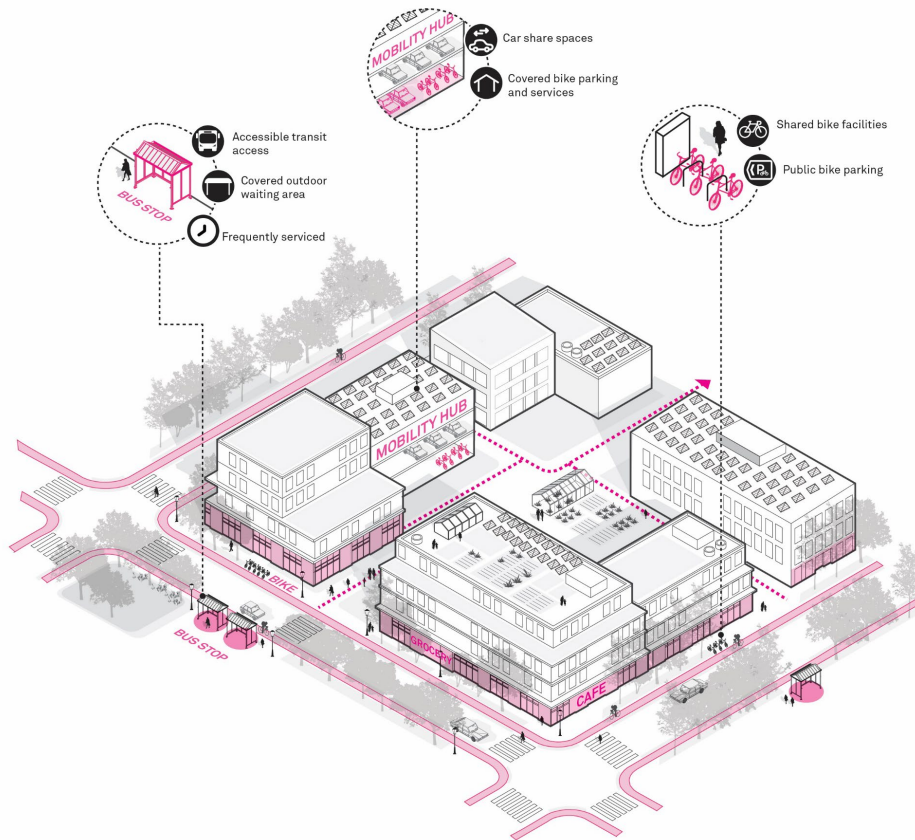 MOBILITY HUB
Car share spaces
Covered bike parking
and services
Accessible transit
access
Covered outdoor
waiting area
BUS STOP
Frequently serviced
Shared bike facilities
P
Public bike parking
MOBILITY HUB
BIKE
BUS STOP
GROCERY
CAFE